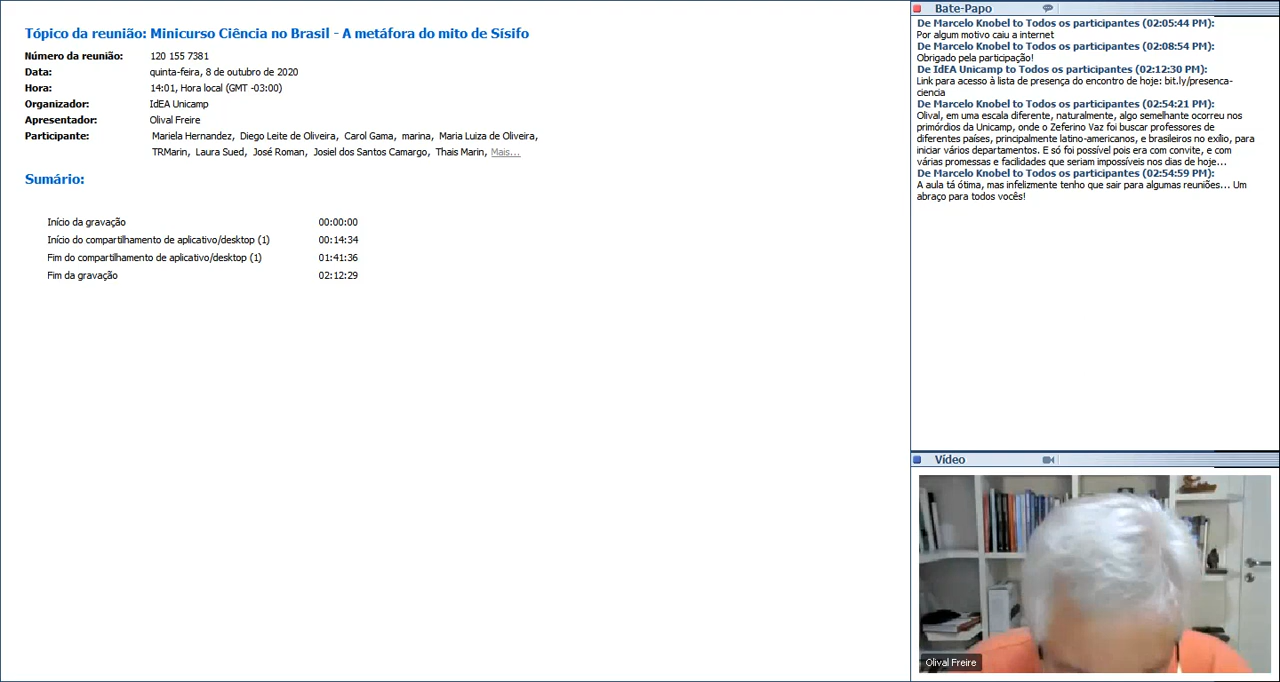 Tópico da reunião: Minicurso Ciência no Brasil - A metáfora do mito de Sísifo
Número da reunião: 120 155 7381
Data: quinta-feira, 8 de outubro de 2020
Hora: 14:01, Hora local (GMT -03:00)
Organizador: IdEA Unicamp
Apresentador: Olival Freire
Participante: Mariela Hernandez, Diego Leite de Oliveira, Carol Gama, marina, Maria Luiza de Oliveira,
TRMarin, Laura Sued, José Roman, Josiel dos Santos Camargo, Thais Marin, Mais...
Sumário:
Início da gravação 00:00:00
Início do compartilhamento de aplicativo/desktop (1) 00:14:34
Fim do compartilhamento de aplicativo/desktop (1) 01:41:36
Fim da gravação 02:12:29
Bate-Papo
De Marcelo Knobel to Todos os participantes (02:05:44 PM):
Por algum motivo caiu a internet
De Marcelo Knobel to Todos os participantes (02:08:54 PM):
Obrigado pela participação!
De IdEA Unicamp to Todos os participantes (02:12:30 PM):
Link para acesso à lista de presença do encontro de hoje: bit.ly/presenca-
ciencia
De Marcelo Knobel to Todos os participantes (02:54:21 PM):
Olival, em uma escala diferente, naturalmente, algo semelhante ocorreu nos
primórdios da Unicamp, onde o Zeferino Vaz foi buscar professores de
diferentes países, principalmente latino-americanos, e brasileiros no exílio, para
iniciar vários departamentos. E só foi possível pois era com convite, e com
várias promessas e facilidades que seriam impossíveis nos dias de hoje...
De Marcelo Knobel to Todos os participantes (02:54:59 PM):
A aula tá ótima, mas infelizmente tenho que sair para algumas reuniões... Um
abraço para todos vocês!
Vídeo
Olival Freire